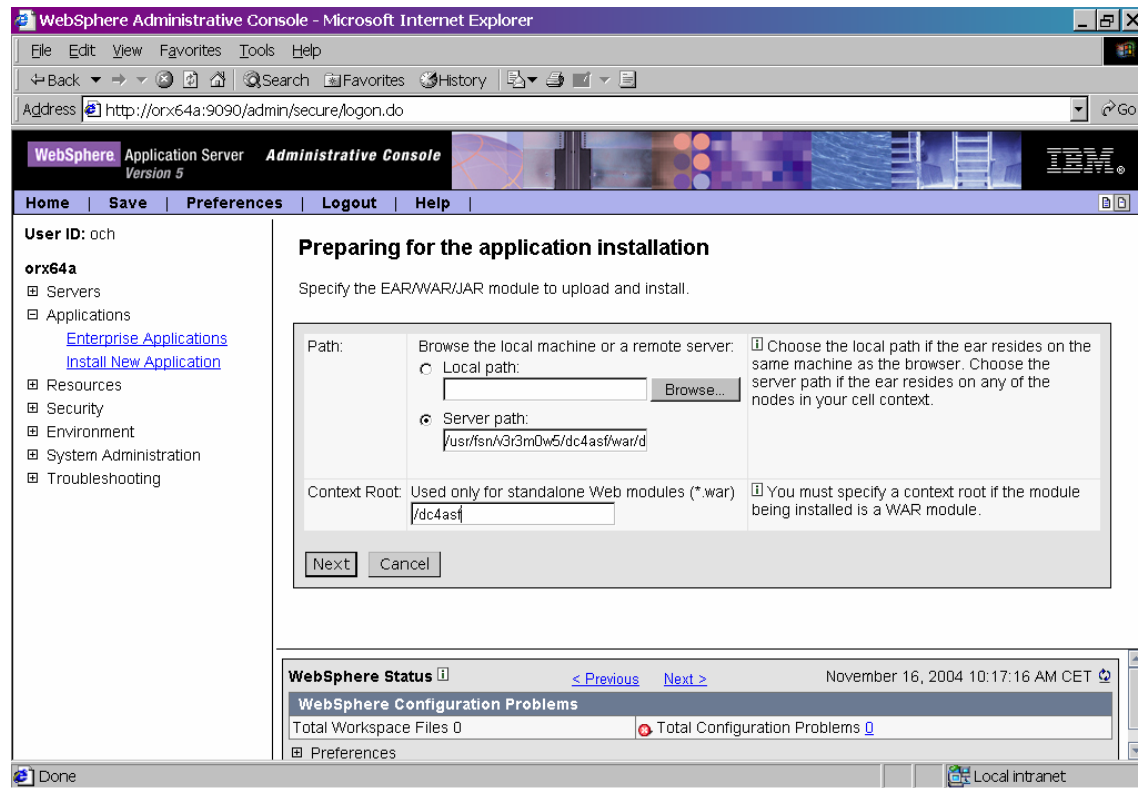 WebSphere Administrative Console - Microsoft Internet Explorer
File Edit View Favorites Tools Help
Back Search Favorites History
Address http://orx64a:9090/admin/secure/logon.do Go
WebSphere Application Server Administrative Console
Version 5
IBM
Home | Save | Preferences | Logout | Help |
User ID: och
orx64a
Servers
Applications
Enterprise Applications
Install New Application
Resources
Security
Environment
System Administration
Troubleshooting
Preparing for the application installation
Specify the EAR/WAR/JAR module to upload and install.
Path:
Browse the local machine or a remote server:
Local path:
Browse...
Server path:
/usr/fsn/v3r3m0w5/dc4asf/war/d
i Choose the local path if the ear resides on the
same machine as the browser. Choose the
server path if the ear resides on any of the
nodes in your cell context.
Context Root:
Used only for standalone Web modules (*.war)
/dc4asf
i You must specify a context root if the module
being installed is a WAR module.
Next Cancel
WebSphere Status i < Previous Next > November 16, 2004 10:17:16 AM CET
WebSphere Configuration Problems
Total Workspace Files 0 Total Configuration Problems 0
Preferences
Done Local intranet